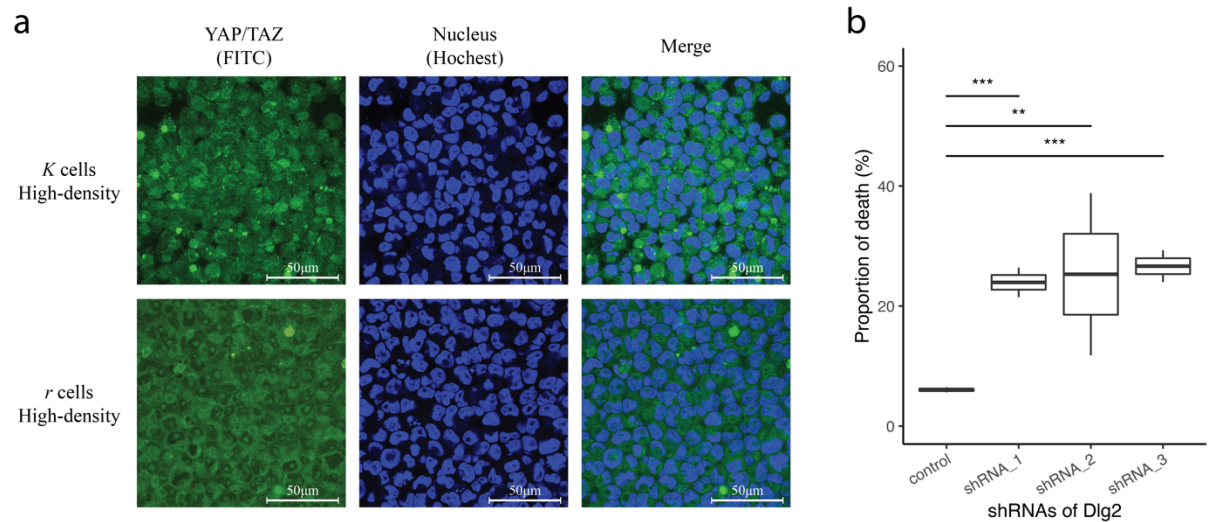 a
YAP/TAZ
(FITC)
Nucleus
(Hochest)
Merge
K cells
High-density
50μm
50μm
50μm
r cells
High-density
50μm
50μm
50μm
b
Proportion of death (%)
60
40
20
0
***
**
***
control
shRNA_1
shRNA_2
shRNA_3
shRNAs of Dlg2